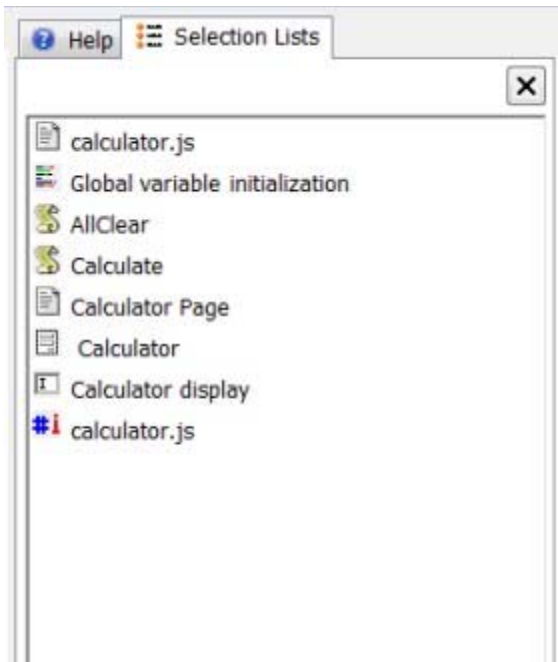 Help Selection Lists
calculator.js
Global variable initialization
AllClear
Calculate
Calculator Page
Calculator
Calculator display
#i calculator.js